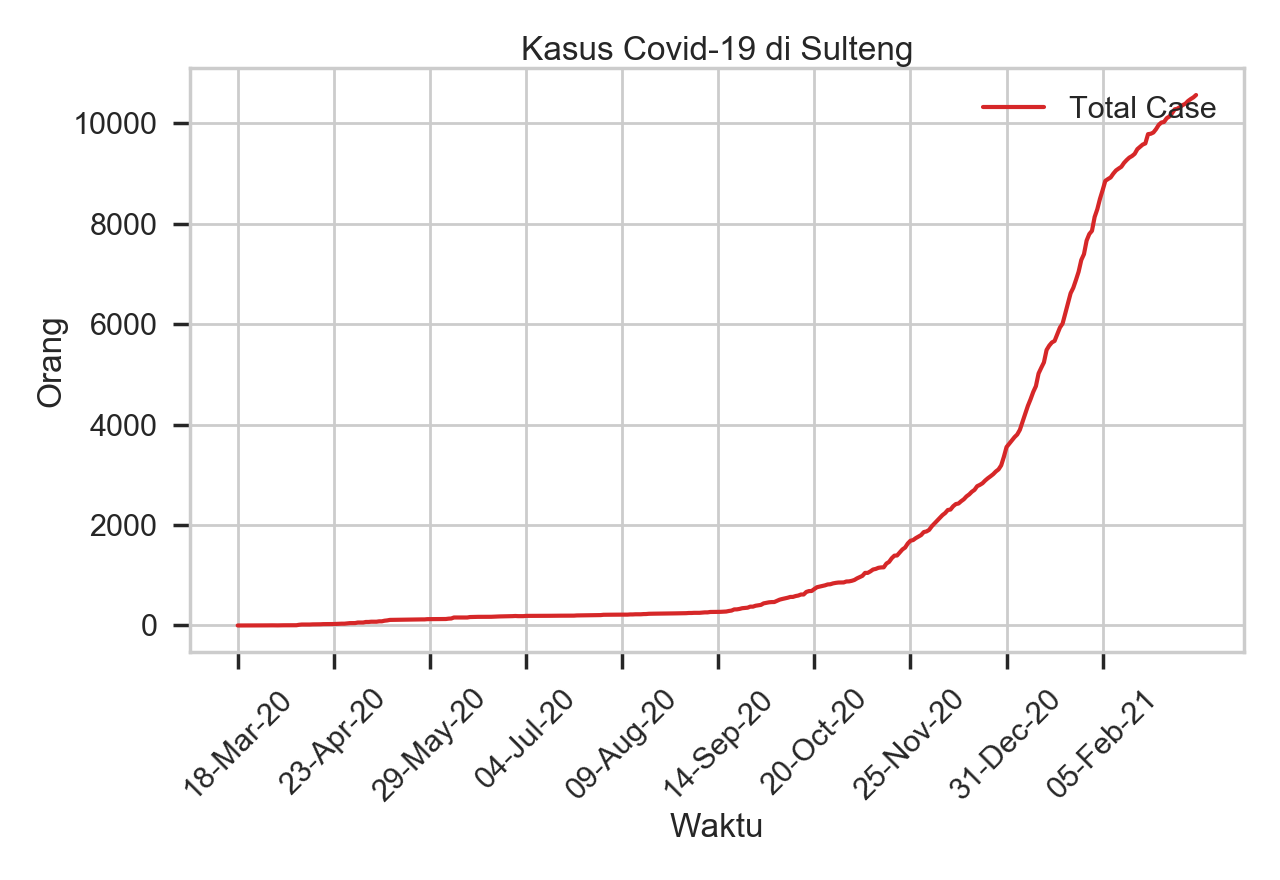 Kasus Covid-19 di Sulteng
Total Case
Orang
10000
8000
6000
4000
2000
0
18-Mar-20
23-Apr-20
29-May-20
04-Jul-20
09-Aug-20
14-Sep-20
20-Oct-20
25-Nov-20
31-Dec-20
05-Feb-21
Waktu